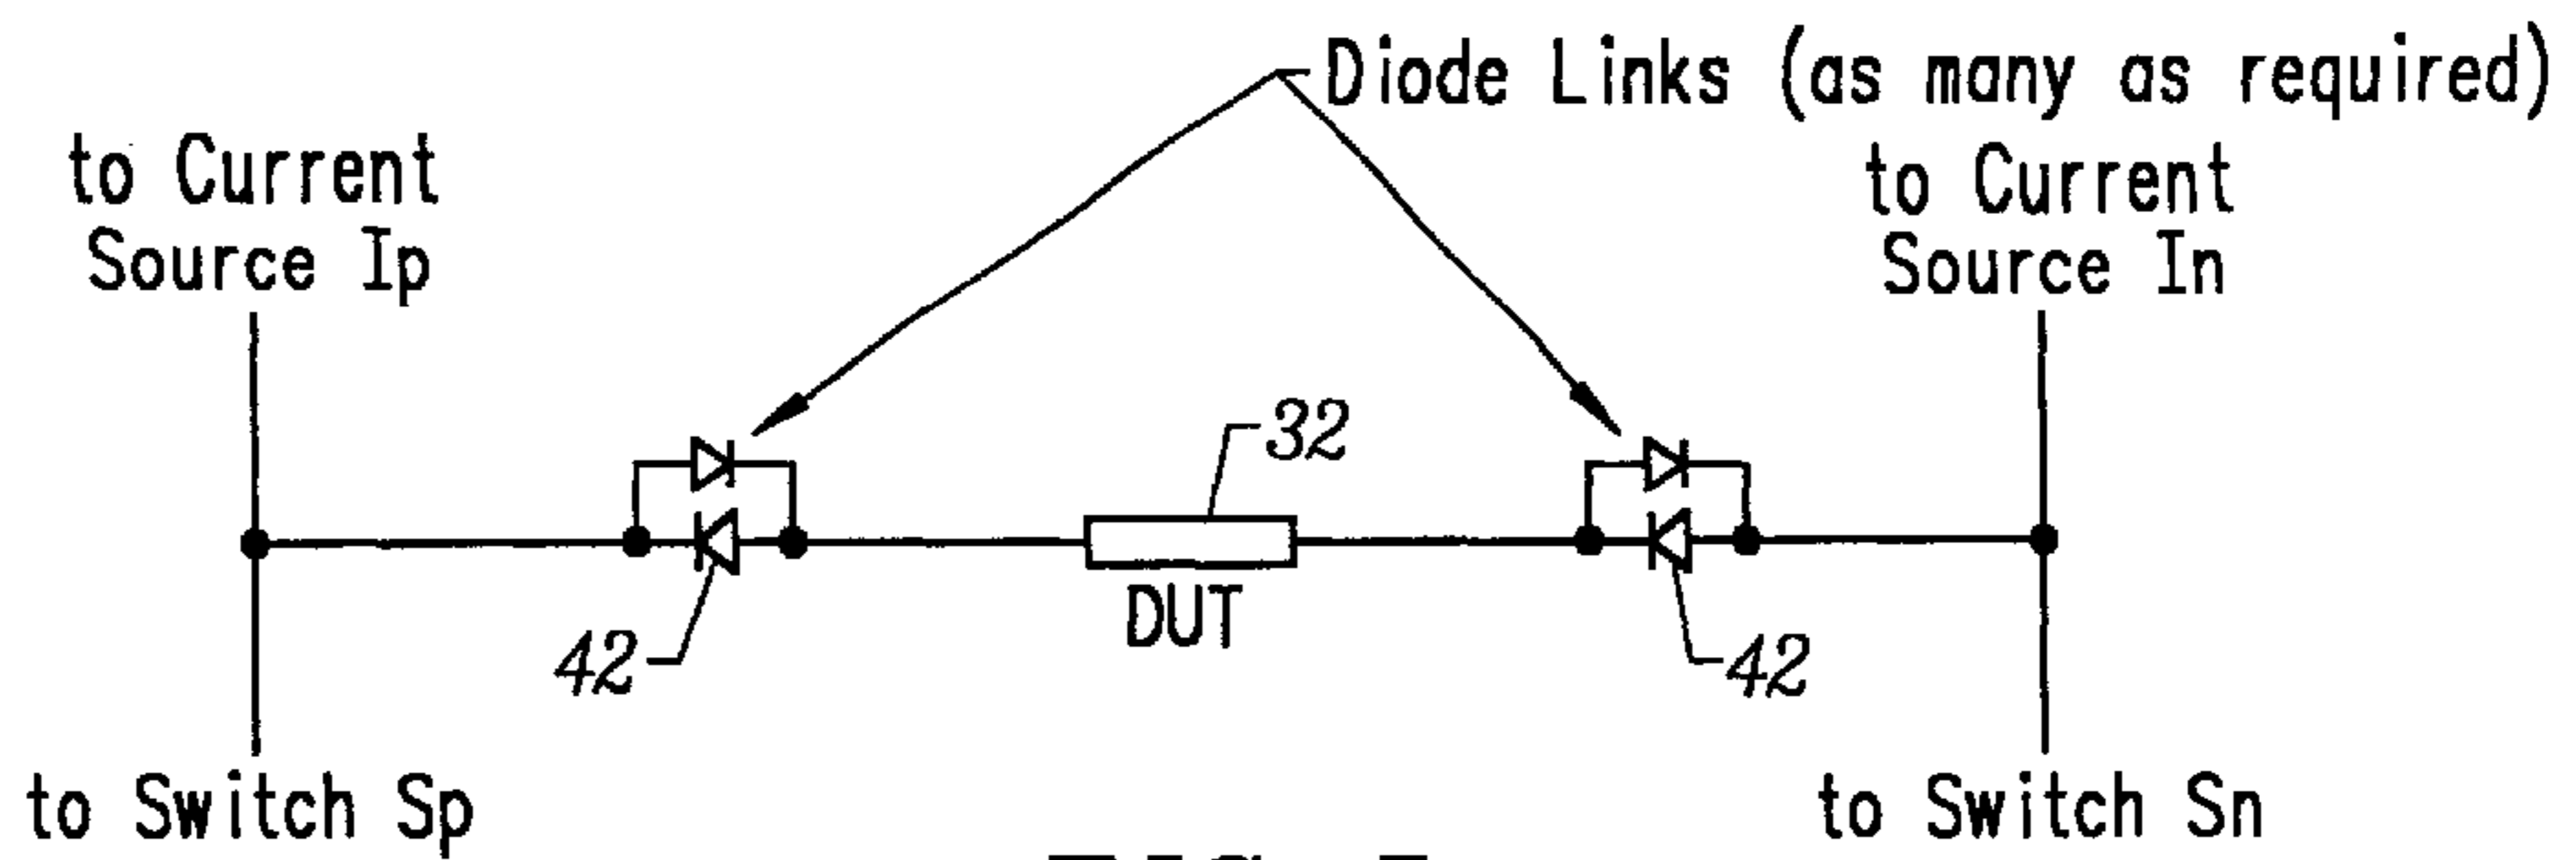 Diode Links (as many as required)
to Current
Source Ip
to Current
Source In
32
DUT
42
42
to Switch Sp
to Switch Sn